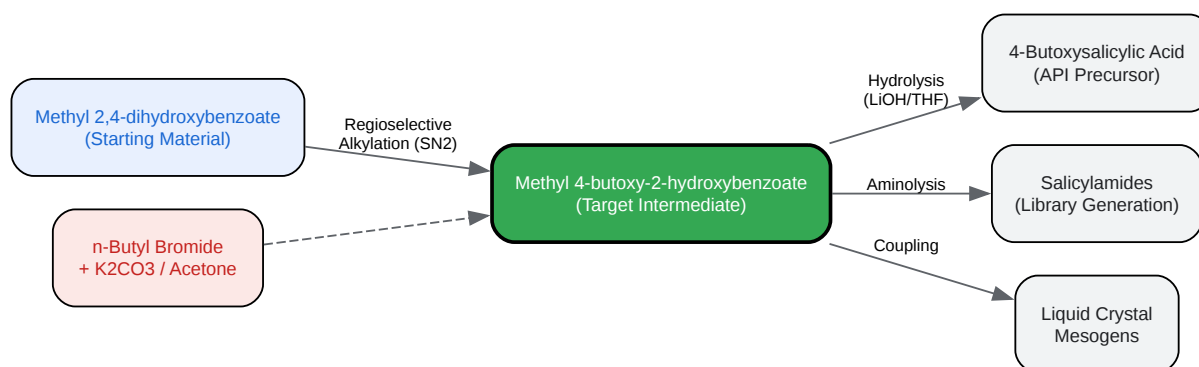 Methyl 2,4-dihydroxybenzoate
(Starting Material)
n-Butyl Bromide
+ K2CO3 / Acetone
Regioselective
Alkylation (SN2)
Methyl 4-butoxy-2-hydroxybenzoate
(Target Intermediate)
Hydrolysis
(LiOH/THF)
Aminolysis
Coupling
4-Butoxysalicylic Acid
(API Precursor)
Salicylamides
(Library Generation)
Liquid Crystal
Mesogens